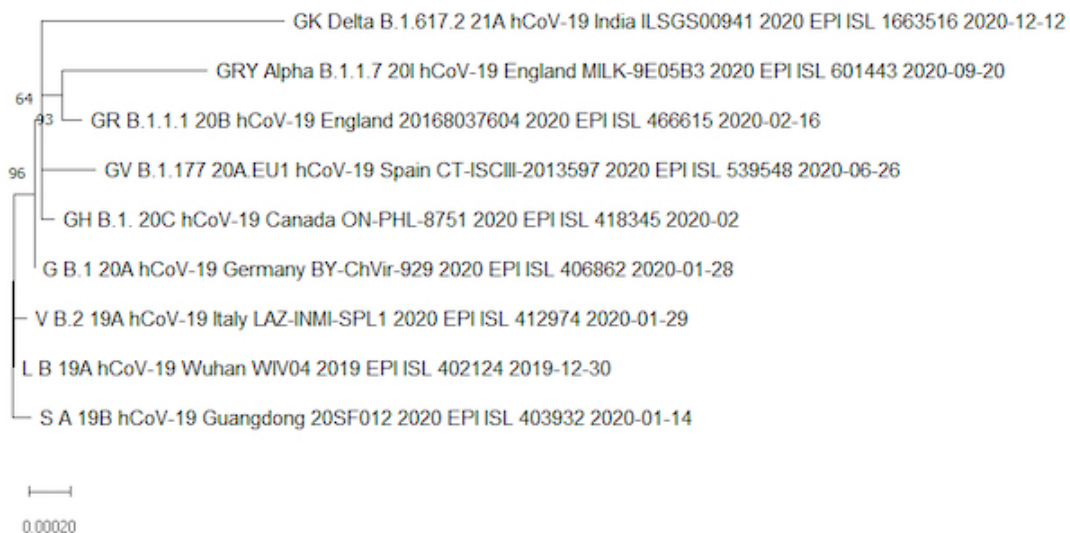 GK Delta B.1.617.2 21A hCoV-19 India ILSGS00941 2020 EPI ISL 1663516 2020-12-12
GRY Alpha B.1.1.7 20I hCoV-19 England MILK-9E05B3 2020 EPI ISL 601443 2020-09-20
64
93
GR B.1.1.1 20B hCoV-19 England 20168037604 2020 EPI ISL 466615 2020-02-16
96
GV B.1.177 20A.EU1 hCoV-19 Spain CT-ISCIII-2013597 2020 EPI ISL 539548 2020-06-26
GH B.1. 20C hCoV-19 Canada ON-PHL-8751 2020 EPI ISL 418345 2020-02
G B.1 20A hCoV-19 Germany BY-ChVir-929 2020 EPI ISL 406862 2020-01-28
V B.2 19A hCoV-19 Italy LAZ-INMI-SPL1 2020 EPI ISL 412974 2020-01-29
L B 19A hCoV-19 Wuhan WIV04 2019 EPI ISL 402124 2019-12-30
S A 19B hCoV-19 Guangdong 20SF012 2020 EPI ISL 403932 2020-01-14
0.00020